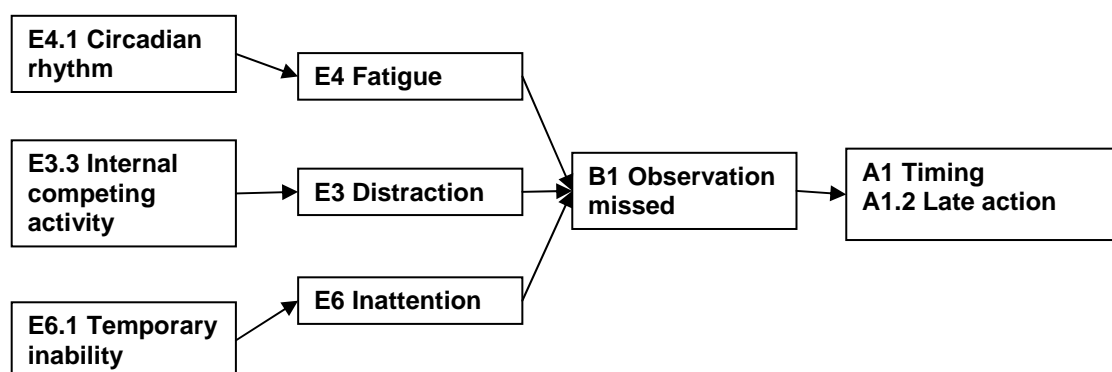 E4.1 Circadian
rhythm
E4 Fatigue
E3.3 Internal
competing
activity
E3 Distraction
B1 Observation
missed
A1 Timing
A1.2 Late action
E6 Inattention
E6.1 Temporary
inability